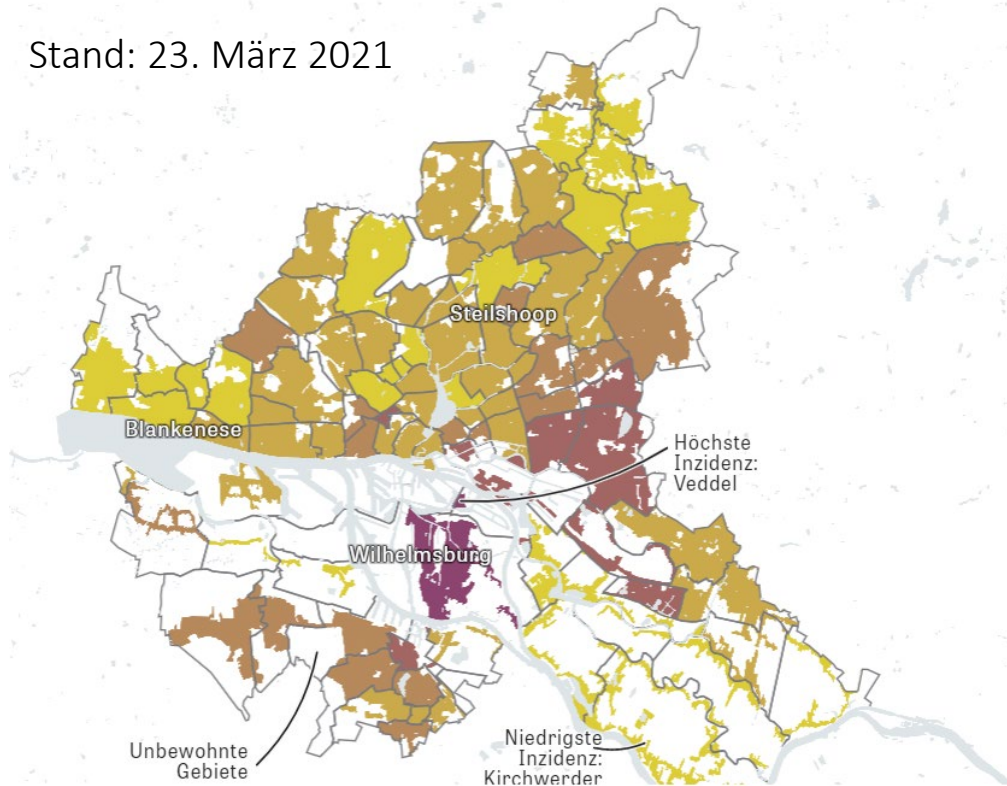 Stand: 23. März 2021
Steilshoop
Blankenese
Höchste
Inzidenz:
Veddel
Wilhelmsburg
Unbewohnte
Gebiete
Niedrigste
Inzidenz:
Kirchwerder